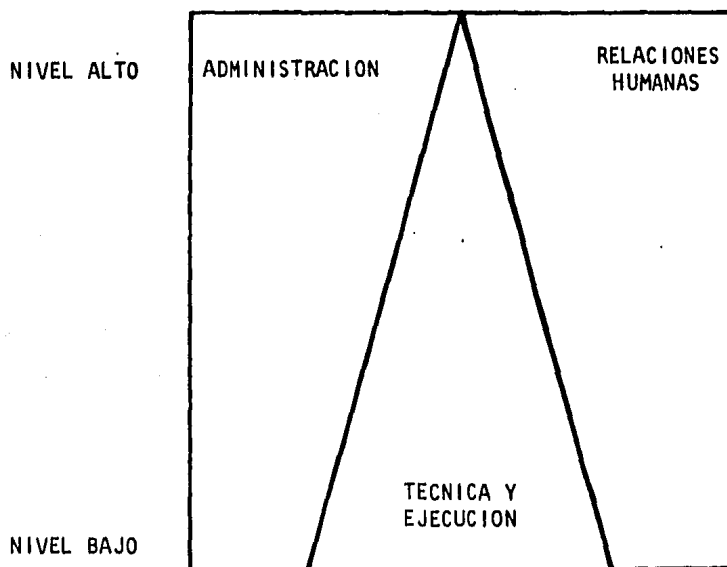 NIVEL ALTO
ADMINISTRACION
RELACIONES
HUMANAS
TECNICA Y
EJECUCION
NIVEL BAJO